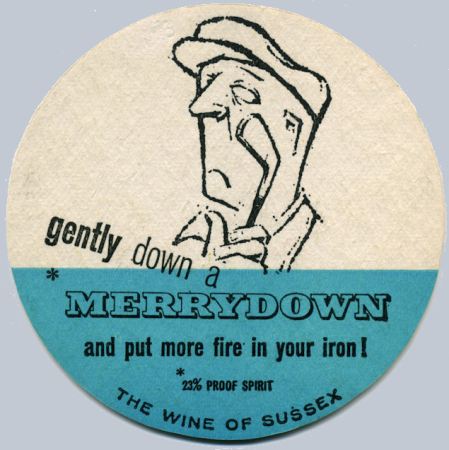 gently down a
* MERRYDOWN
and put more fire in your iron!
* 23% PROOF SPIRIT
THE WINE OF SUSSEX